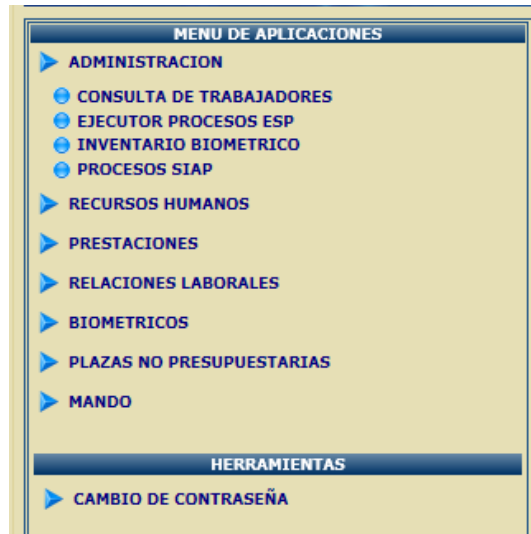 MENU DE APLICACIONES
ADMINISTRACION
CONSULTA DE TRABAJADORES
EJECUTOR PROCESOS ESP
INVENTARIO BIOMETRICO
PROCESOS SIAP
RECURSOS HUMANOS
PRESTACIONES
RELACIONES LABORALES
BIOMETRICOS
PLAZAS NO PRESUPUESTARIAS
MANDO
HERRAMIENTAS
CAMBIO DE CONTRASEÑA